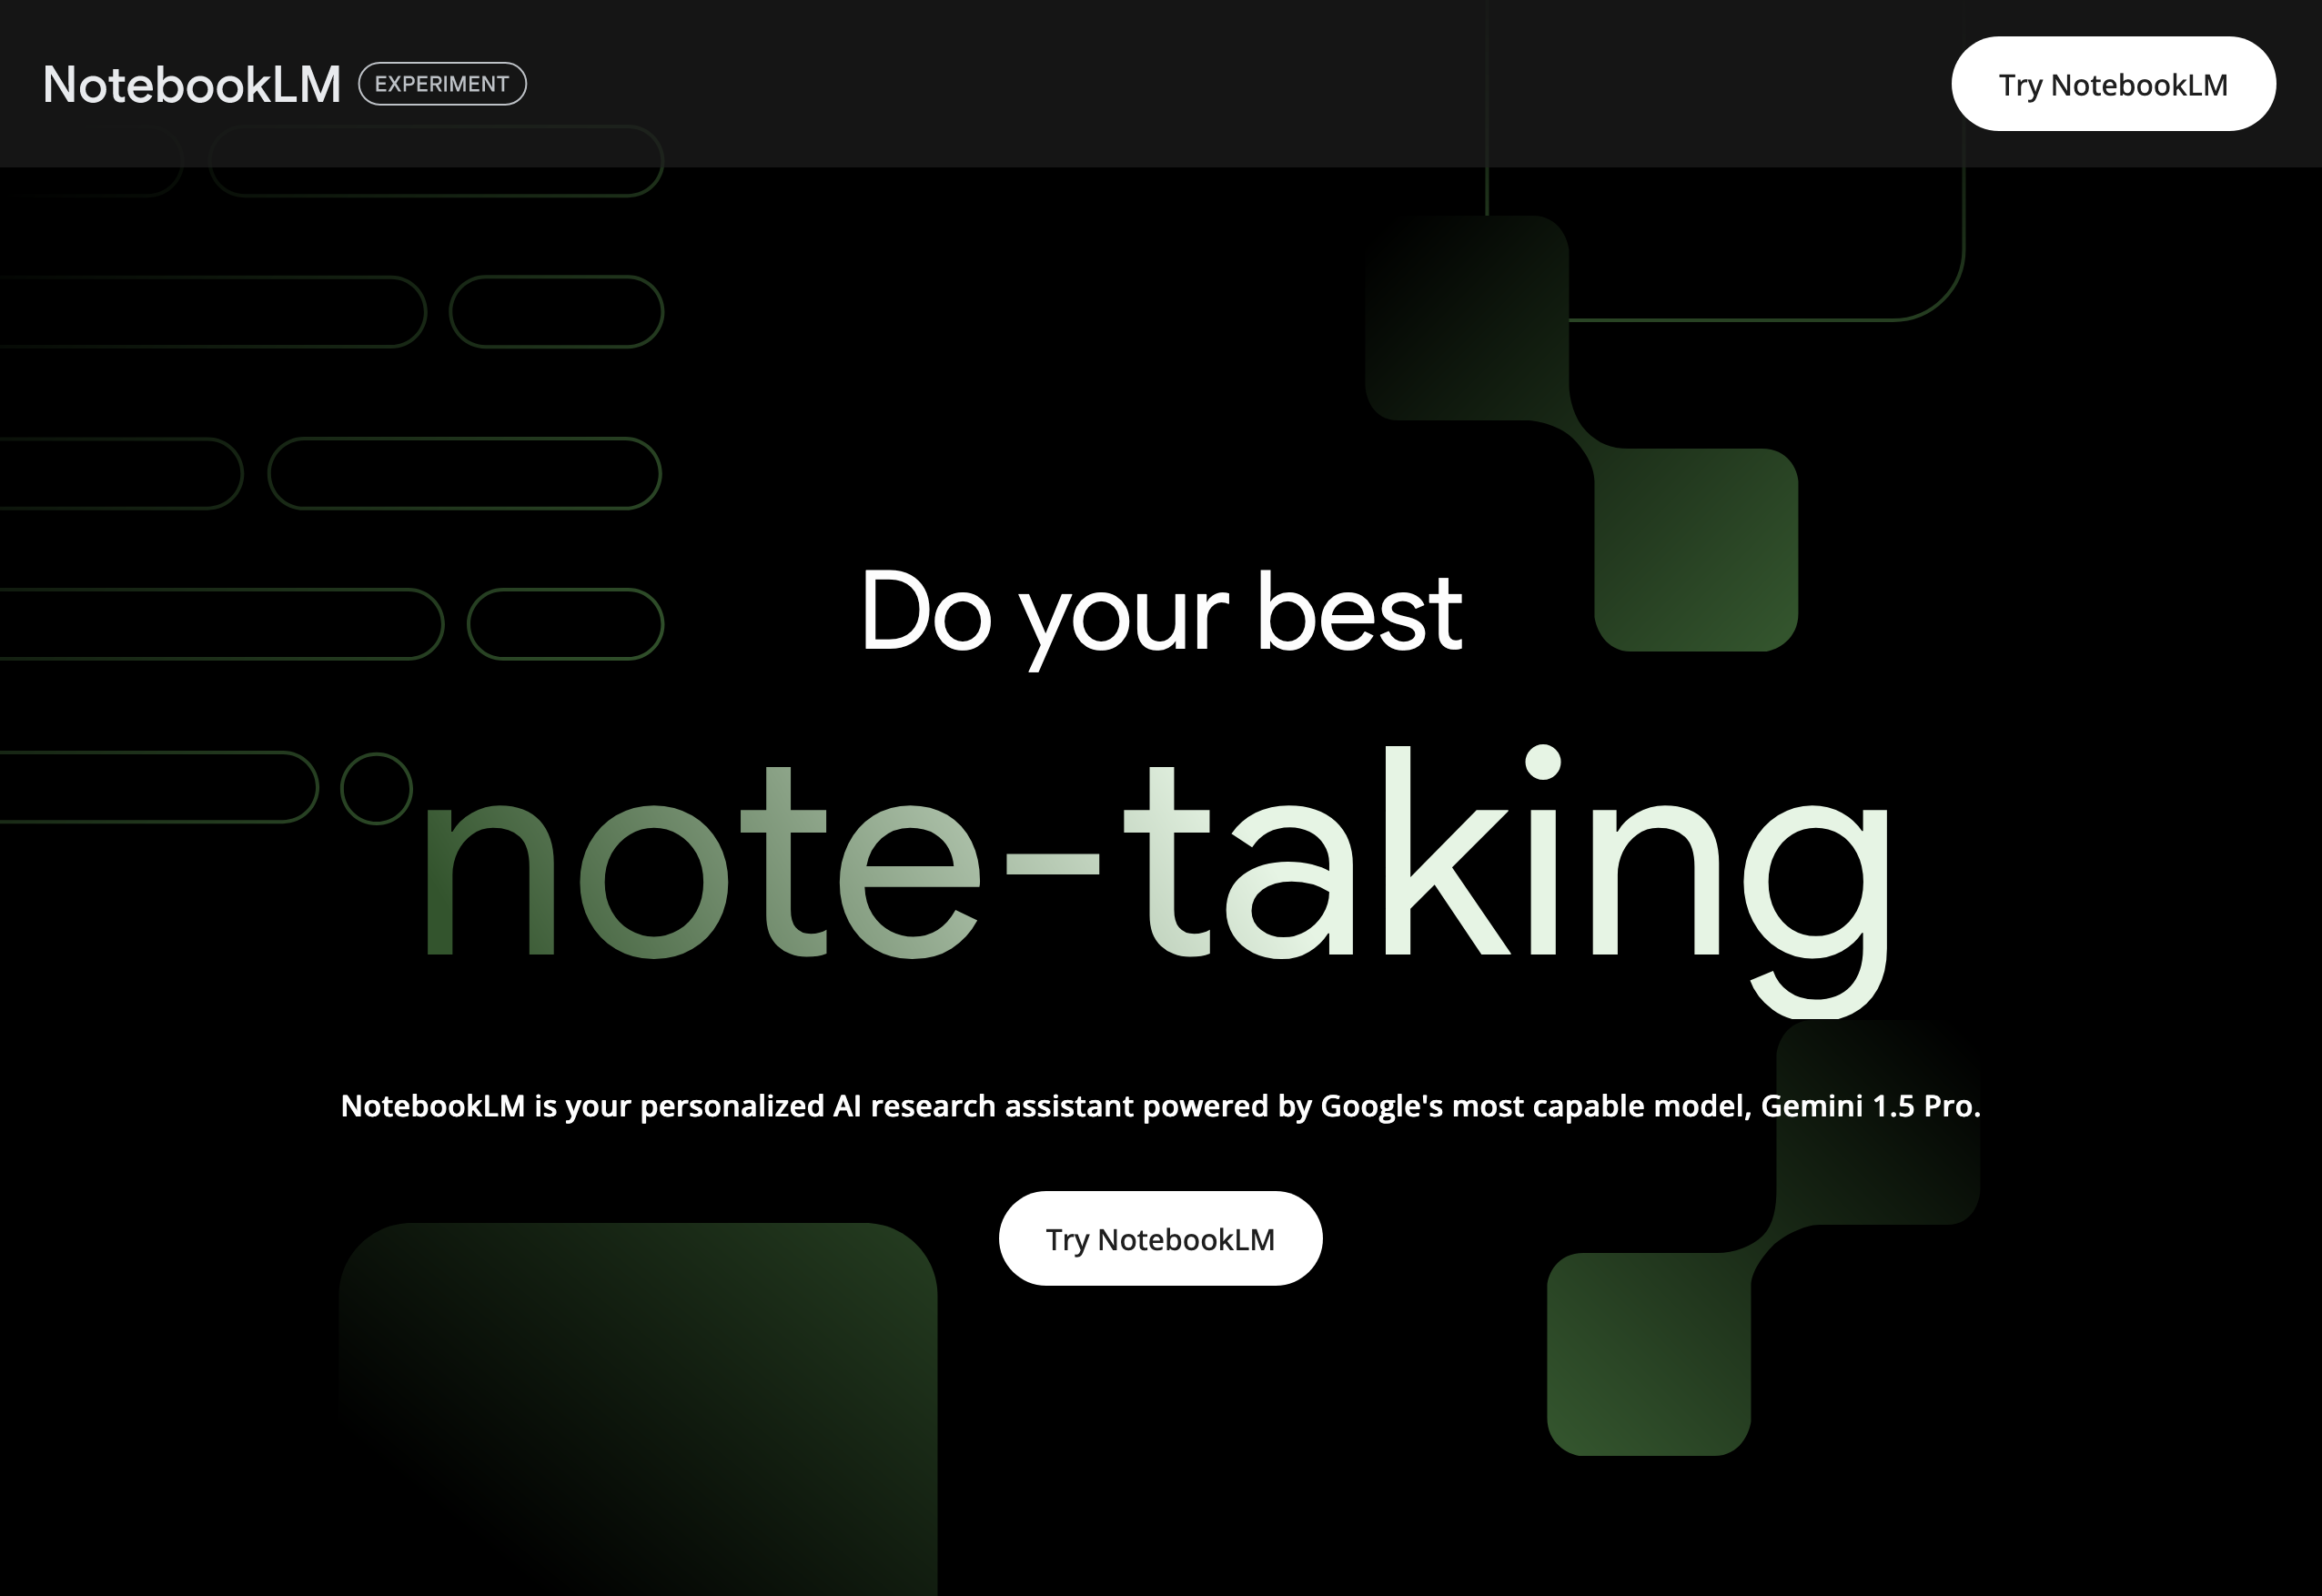 NotebookLM EXPERIMENT
Try NotebookLM
Do your best
note-taking
NotebookLM is your personalized AI research assistant powered by Google's most capable model, Gemini 1.5 Pro.
Try NotebookLM